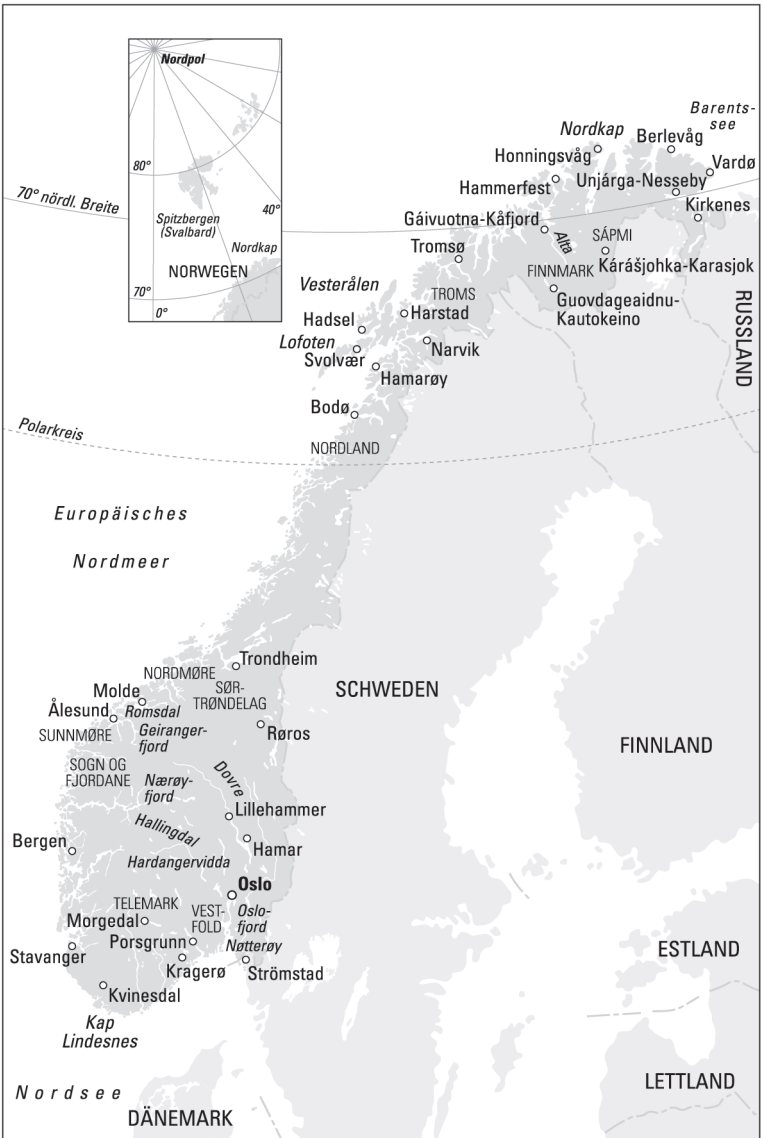 Nordpol
80°
70° nördl. Breite
40°
Spitzbergen
(Svalbard)
Nordkap
NORWEGEN
70°
0°
Barents-
see
Nordkap
Berlevåg
Honningsvåg
Vardø
Hammerfest
Unjárga-Nesseby
Kirkenes
Gáivuotna-Kåfjord
Alta
SÁPMI
Tromsø
FINNMARK
Kárášjohka-Karasjok
Vesterålen
TROMS
Guovdageaidnu-
Kautokeino
RUSSLAND
Hadsel
Harstad
Lofoten
Svolvær
Narvik
Hamarøy
Bodø
Polarkreis
NORDLAND
Europäisches
Nordmeer
Trondheim
NORDMØRE
SØR-
TRØNDELAG
SCHWEDEN
Molde
Ålesund
Romsdal
SUNNMØRE
Geiranger-
fjord
Røros
FINNLAND
SOGN OG
FJORDANE
Nærøy-
fjord
Dovre
Lillehammer
Hallingdal
Bergen
Hamar
Hardangervidda
Oslo
TELEMARK
VEST-
FOLD
Oslo-
fjord
Morgedal
Porsgrunn
Nøtterøy
Stavanger
Kragerø
Strömstad
ESTLAND
Kvinesdal
Kap
Lindesnes
Nordsee
DÄNEMARK
LETTLAND